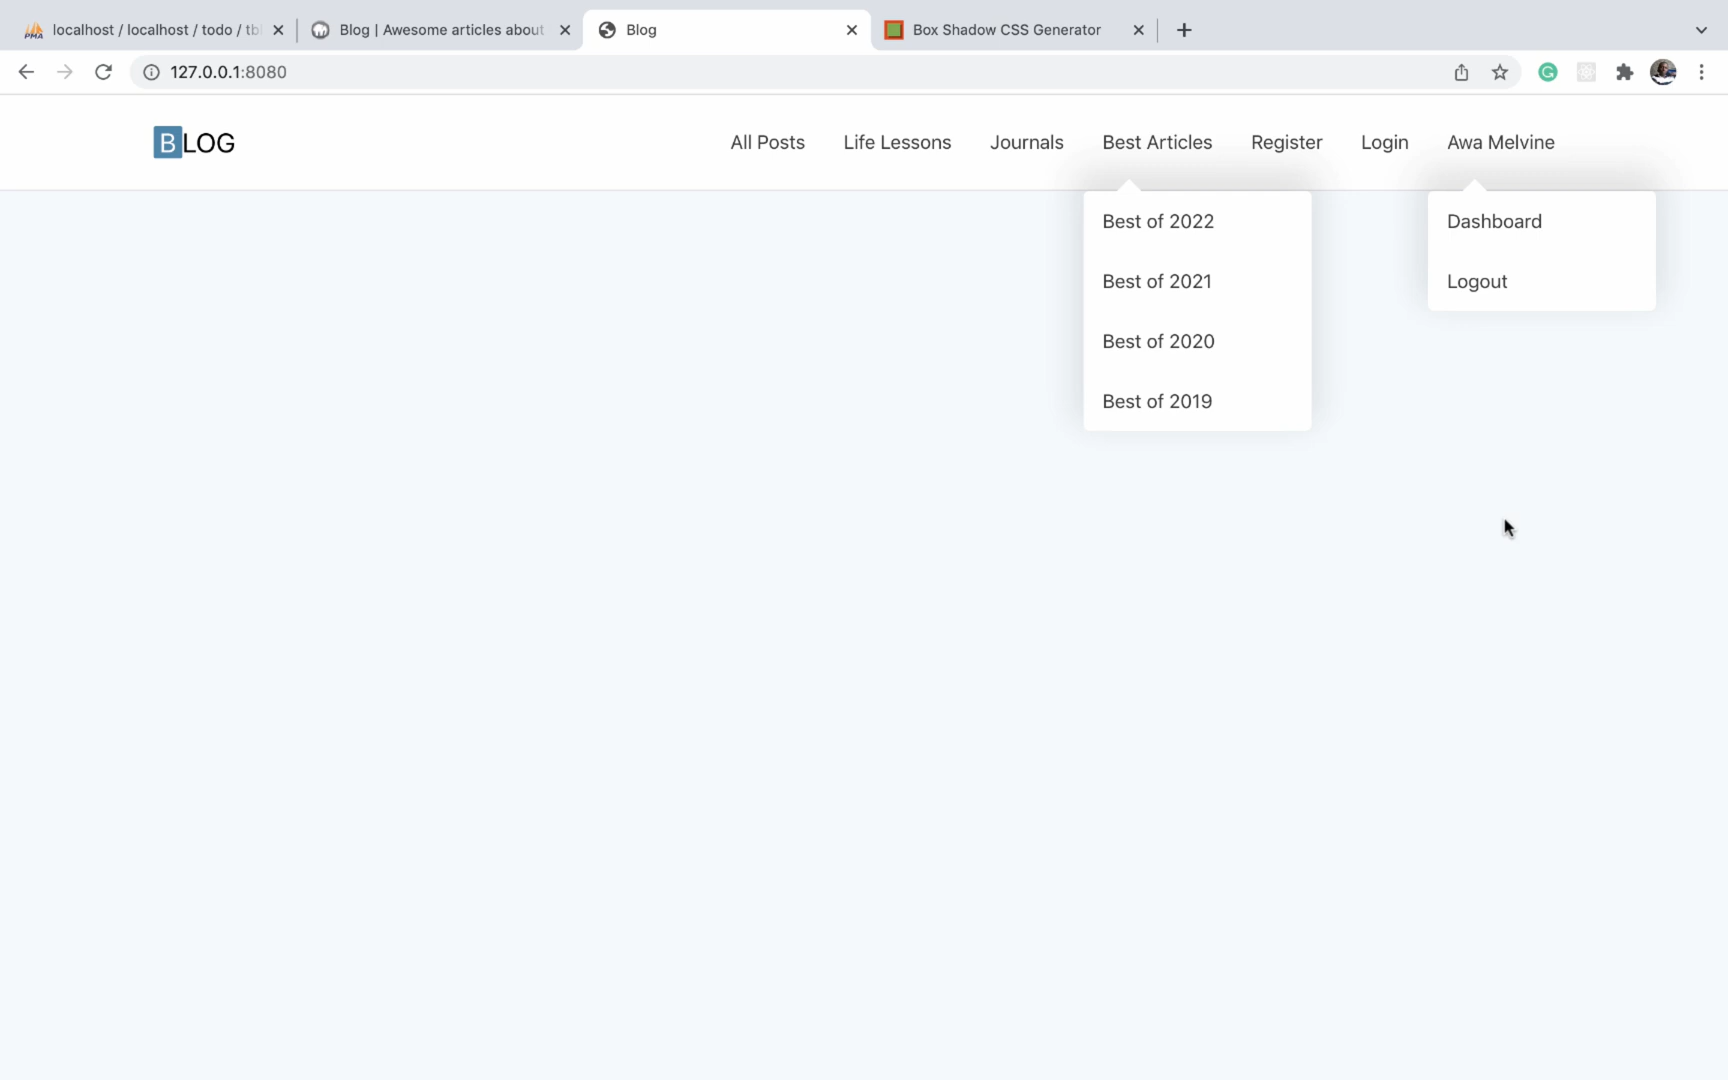 localhost / localhost / todo / tb
Blog | Awesome articles about
Blog
Box Shadow CSS Generator
127.0.0.1:8080
BLOG
All Posts
Life Lessons
Journals
Best Articles
Register
Login
Awa Melvine
Best of 2022
Best of 2021
Best of 2020
Best of 2019
Dashboard
Logout